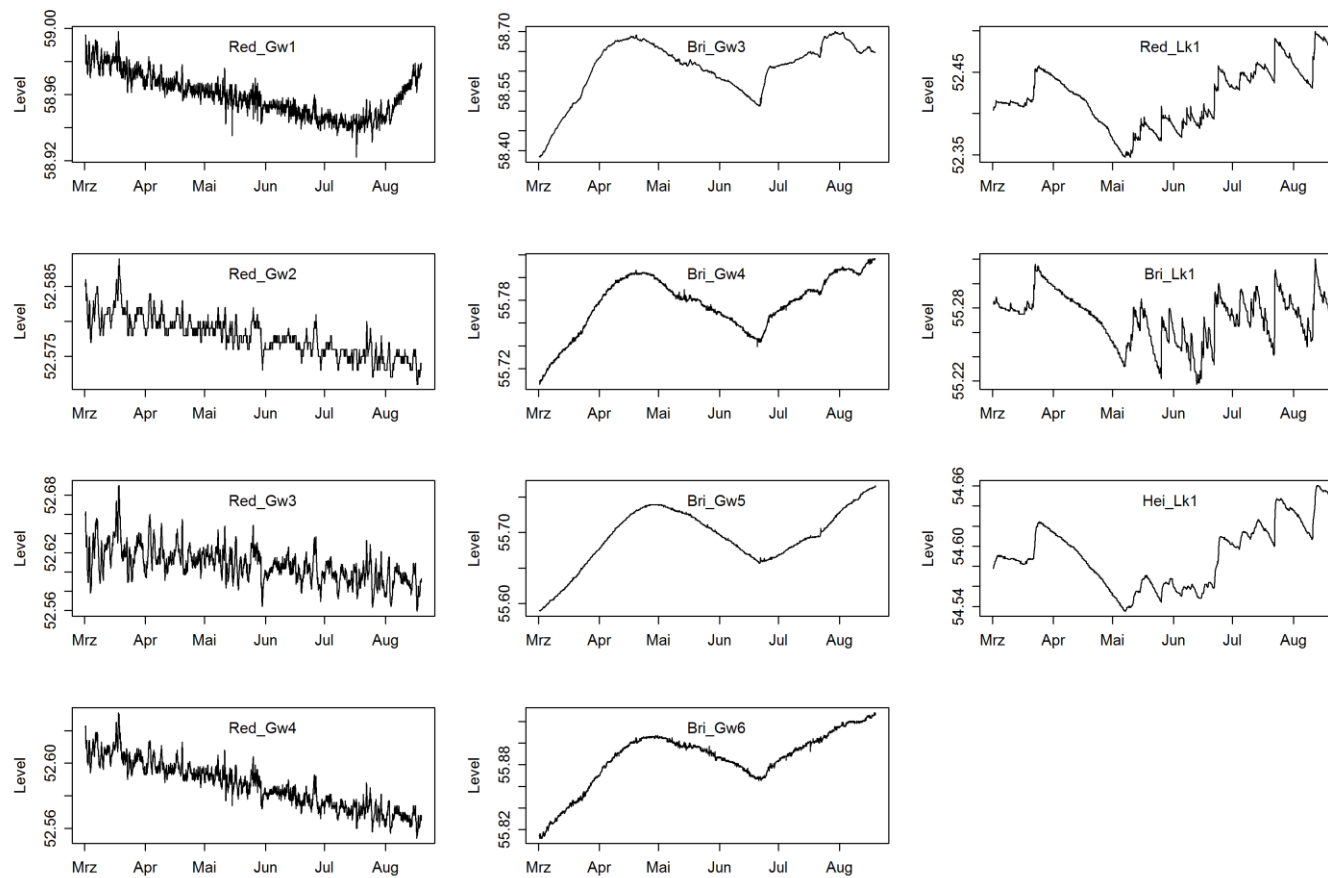 Red_Gw1
Level
58.92 58.96 59.00
Mrz Apr Mai Jun Jul Aug
Bri_Gw3
Level
58.40 58.55 58.70
Mrz Apr Mai Jun Jul Aug
Red_Lk1
Level
52.35 52.45
Mrz Apr Mai Jun Jul Aug
Red_Gw2
Level
52.575 52.585
Mrz Apr Mai Jun Jul Aug
Bri_Gw4
Level
55.72 55.78
Mrz Apr Mai Jun Jul Aug
Bri_Lk1
Level
55.22 55.28
Mrz Apr Mai Jun Jul Aug
Red_Gw3
Level
52.56 52.62 52.68
Mrz Apr Mai Jun Jul Aug
Bri_Gw5
Level
55.60 55.70
Mrz Apr Mai Jun Jul Aug
Hei_Lk1
Level
54.54 54.60 54.66
Mrz Apr Mai Jun Jul Aug
Red_Gw4
Level
52.56 52.60
Mrz Apr Mai Jun Jul Aug
Bri_Gw6
Level
55.82 55.88
Mrz Apr Mai Jun Jul Aug